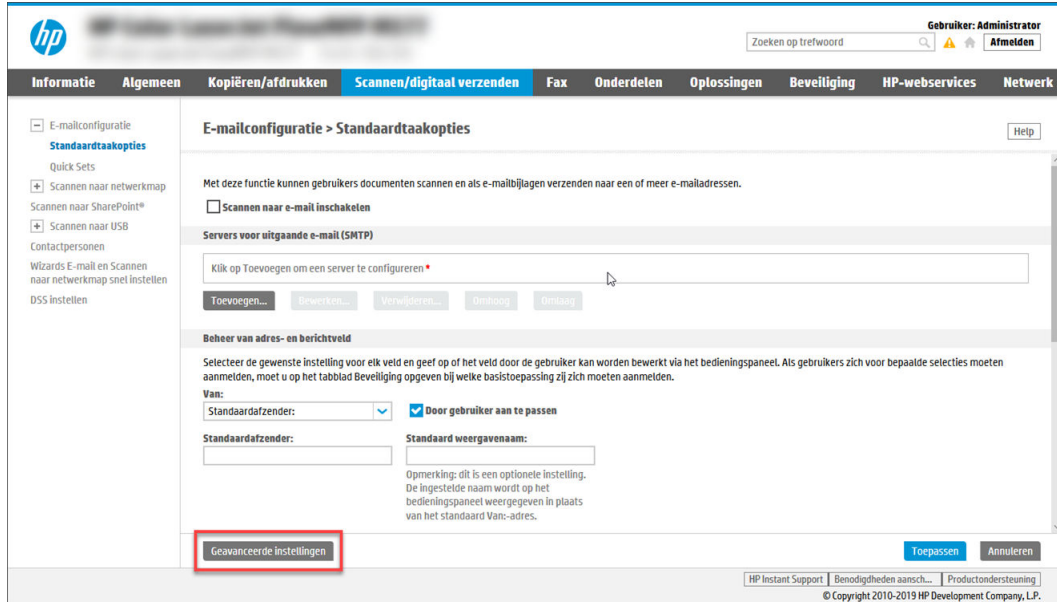 hp
Gebruiker: Administrator
Zoeken op trefwoord
Afmelden
Informatie Algemeen Kopiëren/afdrukken Scannen/digitaal verzenden Fax Onderdelen Oplossingen Beveiliging HP-webservices Netwerk
E-mailconfiguratie
Standaardtaakopties
Quick Sets
Scannen naar netwerkmap
Scannen naar SharePoint®
Scannen naar USB
Contactpersonen
Wizards E-mail en Scannen
naar netwerkmap snel instellen
DSS instellen
E-mailconfiguratie > Standaardtaakopties
Help
Met deze functie kunnen gebruikers documenten scannen en als e-mailbijlagen verzenden naar een of meer e-mailadressen.
Scannen naar e-mail inschakelen
Servers voor uitgaande e-mail (SMTP)
Klik op Toevoegen om een server te configureren *
Toevoegen... Bewerken... Verwijderen... Omhoog Omlaag
Beheer van adres- en berichtveld
Selecteer de gewenste instelling voor elk veld en geef op of het veld door de gebruiker kan worden bewerkt via het bedieningspaneel. Als gebruikers zich voor bepaalde selecties moeten
aanmelden, moet u op het tabblad Beveiliging opgeven bij welke basistoepassing zij zich moeten aanmelden.
Van:
Standaardafzender:
Door gebruiker aan te passen
Standaardafzender:
Standaard weergavenaam:
Opmerking: dit is een optionele instelling.
De ingestelde naam wordt op het
bedieningspaneel weergegeven in plaats
van het standaard Van:-adres.
Geavanceerde instellingen
Toepassen Annuleren
HP Instant Support Benodigdheden aansch... Productondersteuning
© Copyright 2010-2019 HP Development Company, L.P.